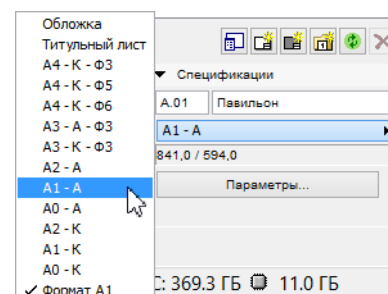 Обложка
Титульный лист
А4 - К - Ф3
А4 - К - Ф5
А4 - К - Ф6
А3 - А - Ф3
А3 - К - Ф3
А2 - А
А1 - А
А0 - А
А2 - К
А1 - К
А0 - К
✓ Формат А1
▼ Спецификации
А.01 Павильон
А1 - А
841,0 / 594,0
Параметры...
C: 369.3 ГБ 11.0 ГБ